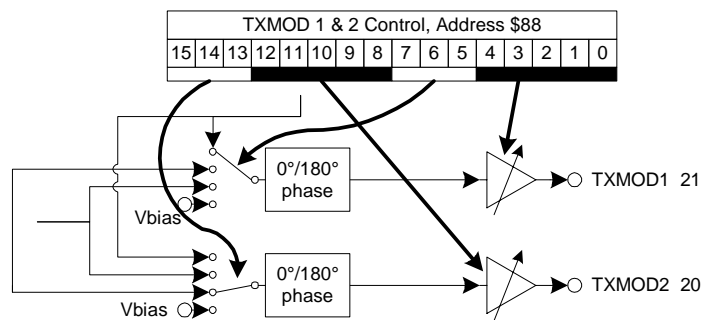 TXMOD 1 & 2 Control, Address $88
15 14 13 12 11 10 9 8 7 6 5 4 3 2 1 0
0°/180°
phase
TXMOD1 21
Vbias
0°/180°
phase
TXMOD2 20
Vbias